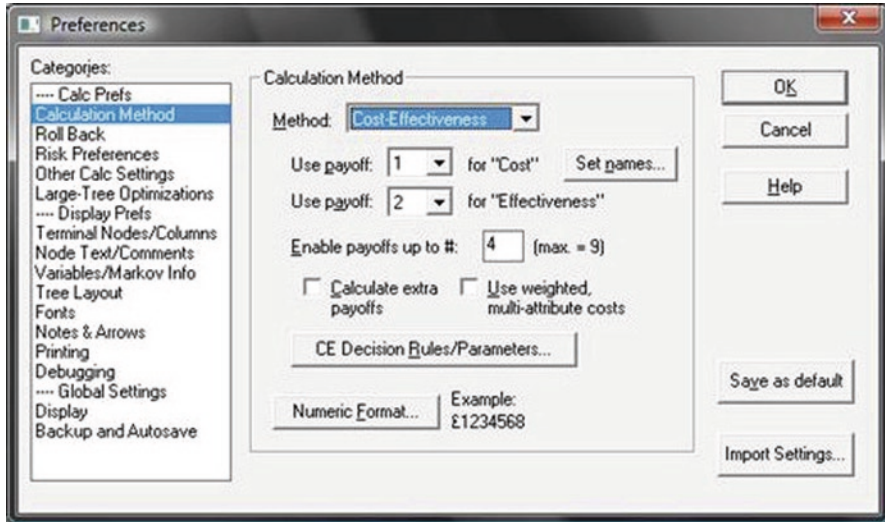 Preferences
Categories:
---- Calc Prefs
Calculation Method
Roll Back
Risk Preferences
Other Calc Settings
Large-Tree Optimizations
---- Display Prefs
Terminal Nodes/Columns
Node Text/Comments
Variables/Markov Info
Tree Layout
Fonts
Notes & Arrows
Printing
Debugging
---- Global Settings
Display
Backup and Autosave
Calculation Method
Method: Cost-Effectiveness
Use payoff: 1 for "Cost" Set names...
Use payoff: 2 for "Effectiveness"
Enable payoffs up to #: 4 (max. = 9)
Calculate extra
payoffs
Use weighted,
multi-attribute costs
CE Decision Rules/Parameters...
Numeric Format...
Example:
£1234568
OK
Cancel
Help
Save as default
Import Settings...